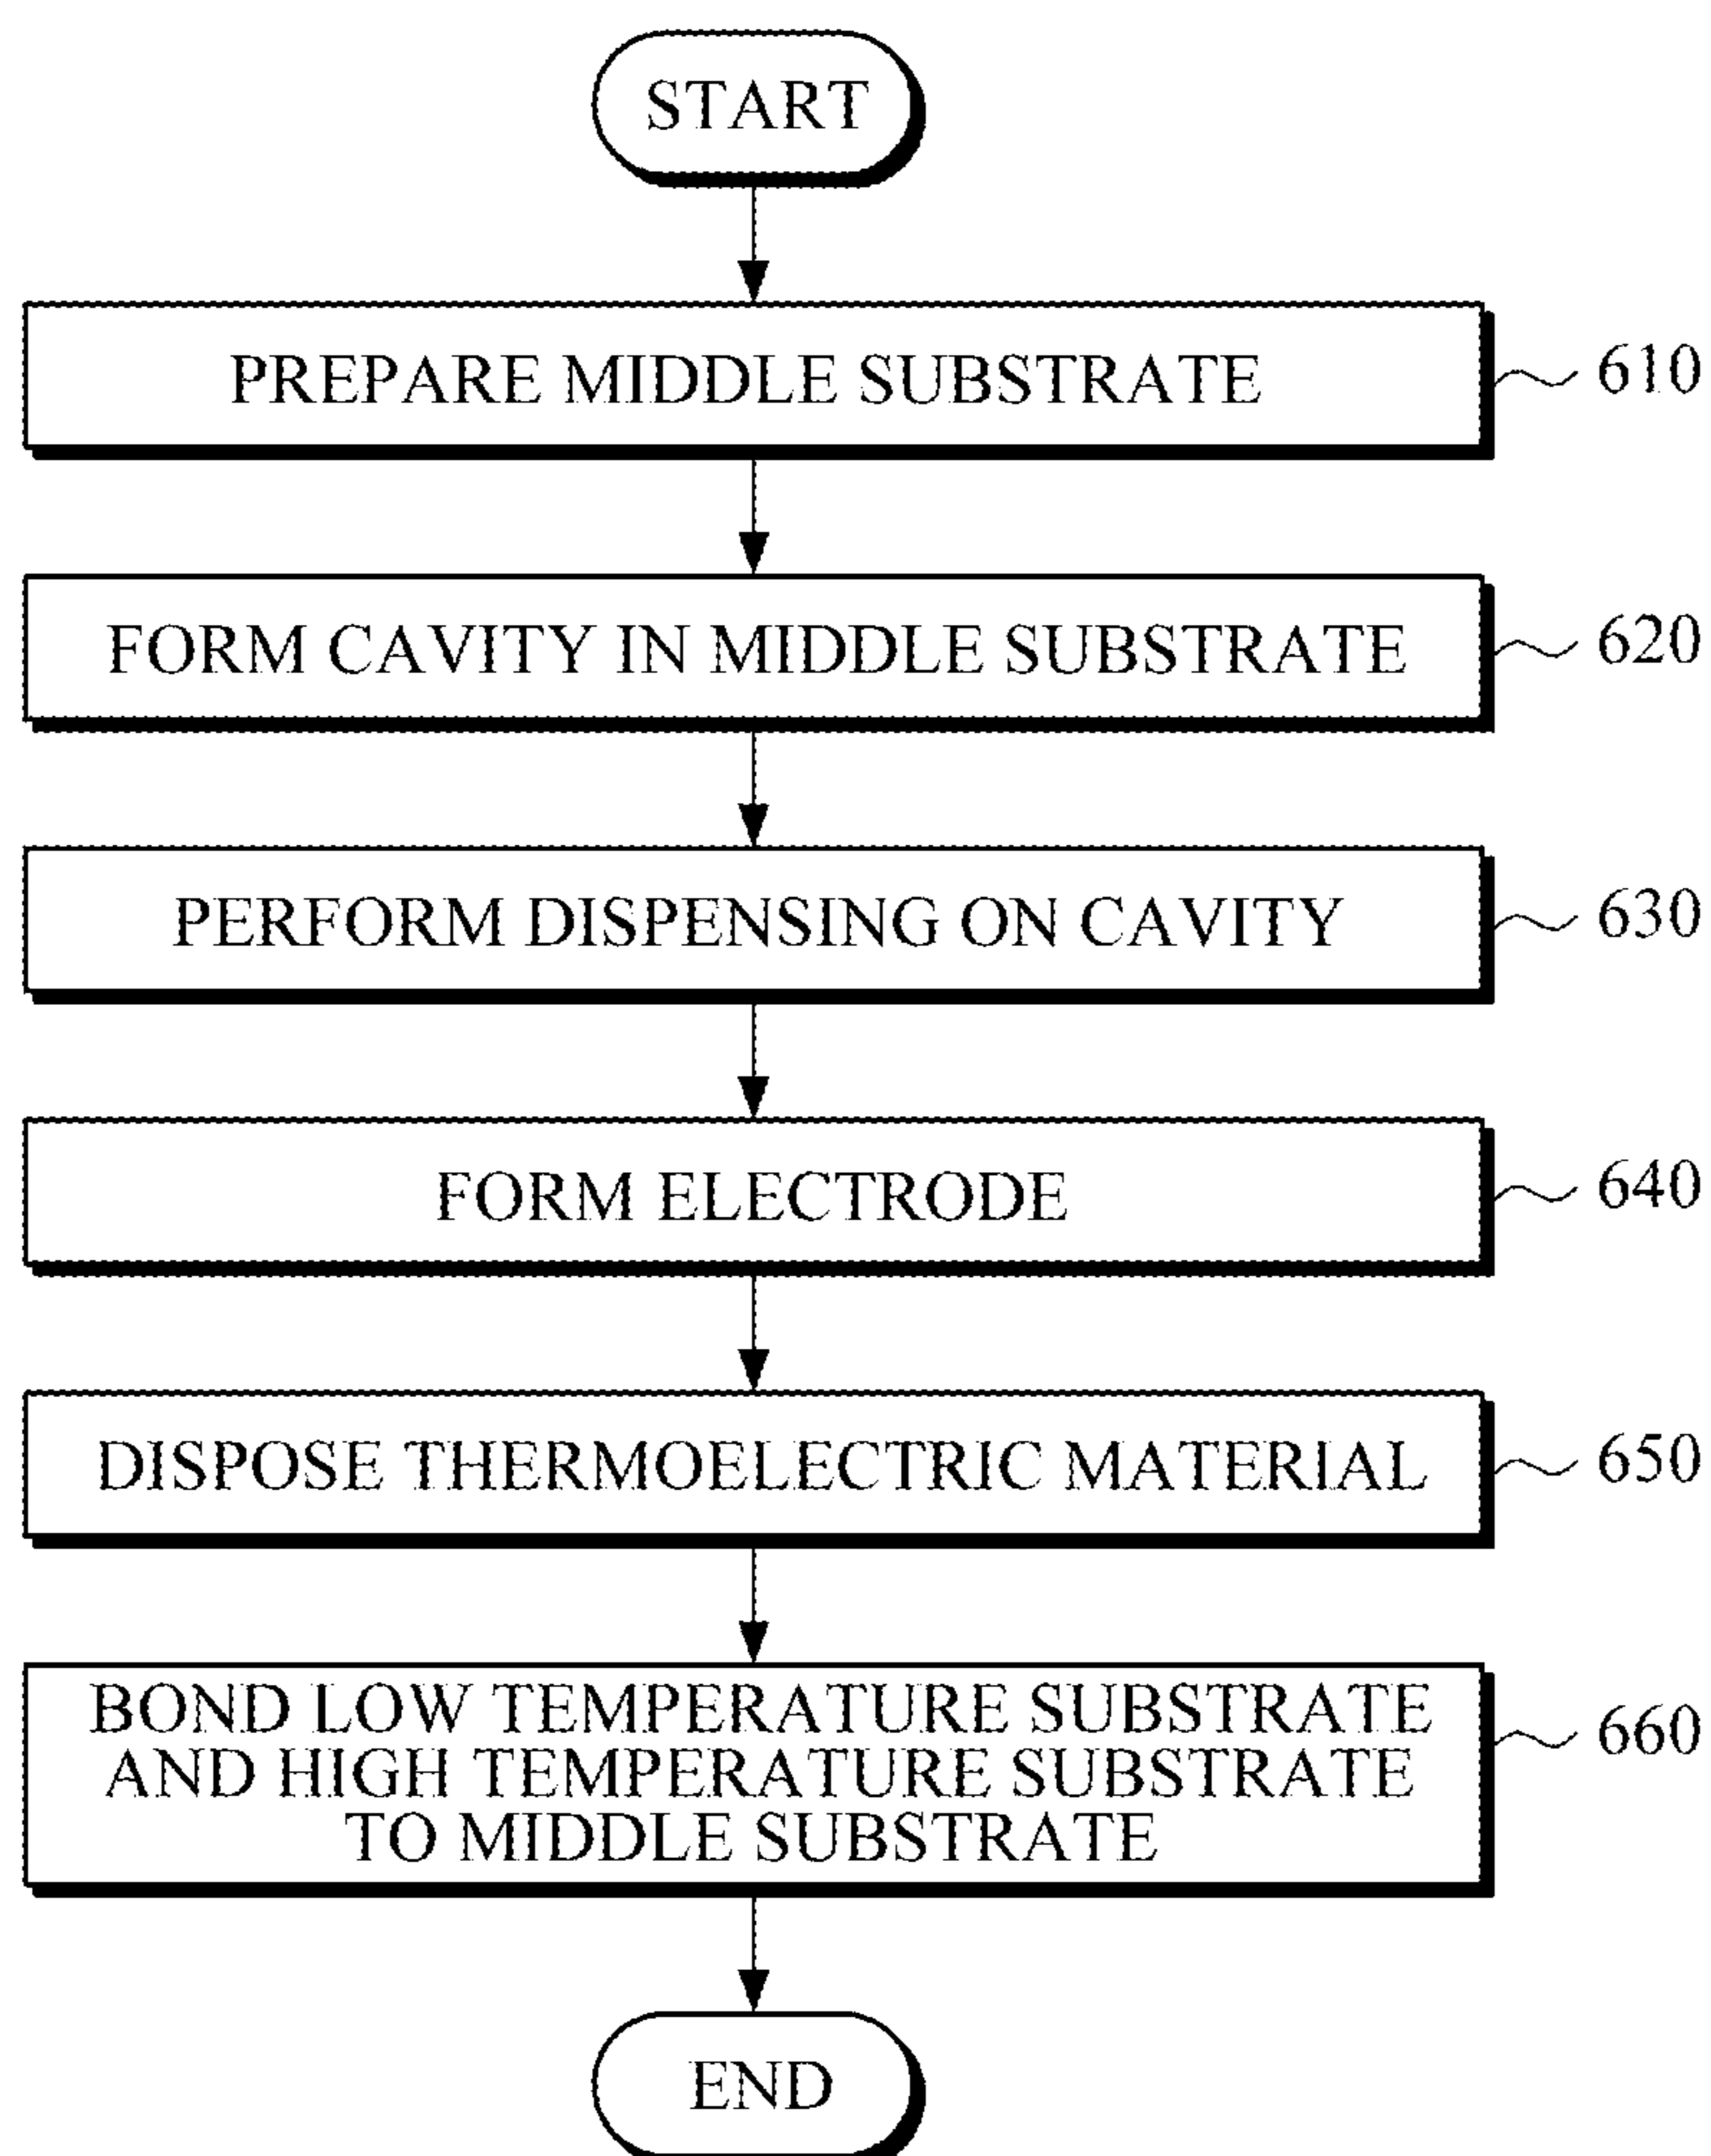 START
PREPARE MIDDLE SUBSTRATE
610
FORM CAVITY IN MIDDLE SUBSTRATE
620
PERFORM DISPENSING ON CAVITY
630
FORM ELECTRODE
640
DISPOSE THERMOELECTRIC MATERIAL
650
BOND LOW TEMPERATURE SUBSTRATE
AND HIGH TEMPERATURE SUBSTRATE
TO MIDDLE SUBSTRATE
660
END